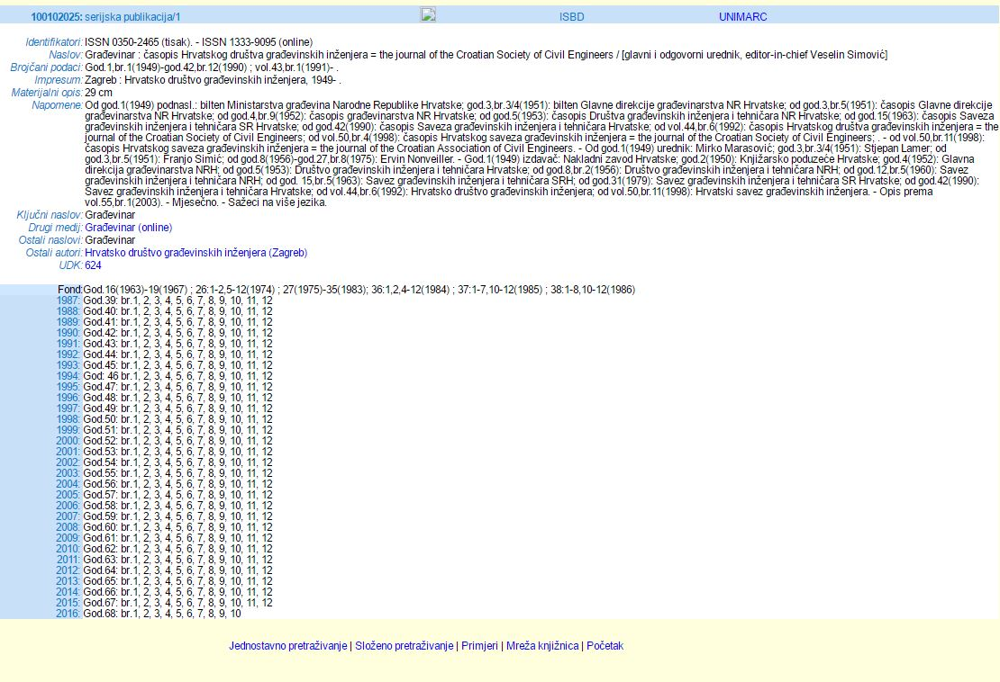 100102025: serijska publikacija/1 ISBD UNIMARC
Identifikatori: ISSN 0350-2465 (tisak). - ISSN 1333-9095 (online)
Naslov: Građevinar : časopis Hrvatskog društva građevinskih inženjera = the journal of the Croatian Society of Civil Engineers / [glavni i odgovorni urednik, editor-in-chief Veselin Simović]
Brojčani podaci: God.1,br.1(1949)-god.42,br.12(1990) ; vol.43,br.1(1991)- .
Impresum: Zagreb : Hrvatsko društvo građevinskih inženjera, 1949- .
Materijalni opis: 29 cm
Napomene: Od god.1(1949) podnasl.: bilten Ministarstva građevina Narodne Republike Hrvatske; god.3,br.3/4(1951): bilten Glavne direkcije građevinarstva NR Hrvatske; od god.3,br.5(1951): časopis Glavne direkcije
građevinarstva NR Hrvatske; od god.4,br.9(1952): časopis građevinarstva NR Hrvatske; od god.5(1953): časopis Društva građevinskih inženjera i tehničara NR Hrvatske; od god.15(1963): časopis Saveza
građevinskih inženjera i tehničara SR Hrvatske; od god.42(1990): časopis Saveza građevinskih inženjera i tehničara Hrvatske; od vol.44,br.6(1992): časopis Hrvatskog društva građevinskih inženjera = the
journal of the Croatian Society of Civil Engineers; od vol.50,br.4(1998): časopis Hrvatskog saveza građevinskih inženjera = the journal of the Croatian Society of Civil Engineers; . - od vol.50,br.11(1998):
časopis Hrvatskog saveza građevinskih inženjera = the journal of the Croatian Association of Civil Engineers. - Od god.1(1949) urednik: Mirko Marasović; god.3,br.3/4(1951): Stjepan Lamer; od
god.3,br.5(1951): Franjo Simić; od god.8(1956)-god.27,br.8(1975): Ervin Nonveiller. - God.1(1949) izdavač: Nakladni zavod Hrvatske; god.2(1950): Knjižarsko poduzeće Hrvatske; god.4(1952): Glavna
direkcija građevinarstva NRH; od god.5(1953): Društvo građevinskih inženjera i tehničara Hrvatske; od god.8,br.2(1956): Društvo građevinskih inženjera i tehničara NRH; od god.12,br.5(1960): Savez
građevinskih inženjera i tehničara NRH; od god. 15,br.5(1963): Savez građevinskih inženjera i tehničara SRH; od god.31(1979): Savez građevinskih inženjera i tehničara SR Hrvatske; od god.42(1990):
Savez građevinskih inženjera i tehničara Hrvatske; od vol.44,br.6(1992): Hrvatsko društvo građevinskih inženjera; od vol.50,br.11(1998): Hrvatski savez građevinskih inženjera. - Opis prema
vol.55,br.1(2003). - Mjesečno. - Sažeci na više jezika.
Ključni naslov: Građevinar
Drugi medij: Građevinar (online)
Ostali naslovi: Građevinar
Ostali autori: Hrvatsko društvo građevinskih inženjera (Zagreb)
UDK: 624
Fond: God.16(1963)-19(1967) ; 26:1-2,5-12(1974) ; 27(1975)-35(1983); 36:1,2,4-12(1984) ; 37:1-7,10-12(1985) ; 38:1-8,10-12(1986)
1987: God.39: br.1, 2, 3, 4, 5, 6, 7, 8, 9, 10, 11, 12
1988: God.40: br.1, 2, 3, 4, 5, 6, 7, 8, 9, 10, 11, 12
1989: God.41: br.1, 2, 3, 4, 5, 6, 7, 8, 9, 10, 11, 12
1990: God.42: br.1, 2, 3, 4, 5, 6, 7, 8, 9, 10, 11, 12
1991: God.43: br.1, 2, 3, 4, 5, 6, 7, 8, 9, 10, 11, 12
1992: God.44: br.1, 2, 3, 4, 5, 6, 7, 8, 9, 10, 11, 12
1993: God.45: br.1, 2, 3, 4, 5, 6, 7, 8, 9, 10, 11, 12
1994: God: 46 br.1, 2, 3, 4, 5, 6, 7, 8, 9, 10, 11, 12
1995: God.47: br.1, 2, 3, 4, 5, 6, 7, 8, 9, 10, 11, 12
1996: God.48: br.1, 2, 3, 4, 5, 6, 7, 8, 9, 10, 11, 12
1997: God.49: br.1, 2, 3, 4, 5, 6, 7, 8, 9, 10, 11, 12
1998: God.50: br.1, 2, 3, 4, 5, 6, 7, 8, 9, 10, 11, 12
1999: God.51: br.1, 2, 3, 4, 5, 6, 7, 8, 9, 10, 11, 12
2000: God.52: br.1, 2, 3, 4, 5, 6, 7, 8, 9, 10, 11, 12
2001: God.53: br.1, 2, 3, 4, 5, 6, 7, 8, 9, 10, 11, 12
2002: God.54: br.1, 2, 3, 4, 5, 6, 7, 8, 9, 10, 11, 12
2003: God.55: br.1, 2, 3, 4, 5, 6, 7, 8, 9, 10, 11, 12
2004: God.56: br.1, 2, 3, 4, 5, 6, 7, 8, 9, 10, 11, 12
2005: God.57: br.1, 2, 3, 4, 5, 6, 7, 8, 9, 10, 11, 12
2006: God.58: br.1, 2, 3, 4, 5, 6, 7, 8, 9, 10, 11, 12
2007: God.59: br.1, 2, 3, 4, 5, 6, 7, 8, 9, 10, 11, 12
2008: God.60: br.1, 2, 3, 4, 5, 6, 7, 8, 9, 10, 11, 12
2009: God.61: br.1, 2, 3, 4, 5, 6, 7, 8, 9, 10, 11, 12
2010: God.62: br.1, 2, 3, 4, 5, 6, 7, 8, 9, 10, 11, 12
2011: God.63: br.1, 2, 3, 4, 5, 6, 7, 8, 9, 10, 11, 12
2012: God.64: br.1, 2, 3, 4, 5, 6, 7, 8, 9, 10, 11, 12
2013: God.65: br.1, 2, 3, 4, 5, 6, 7, 8, 9, 10, 11, 12
2014: God.66: br.1, 2, 3, 4, 5, 6, 7, 8, 9, 10, 11, 12
2015: God.67: br.1, 2, 3, 4, 5, 6, 7, 8, 9, 10, 11, 12
2016: God.68: br.1, 2, 3, 4, 5, 6, 7, 8, 9, 10
Jednostavno pretraživanje | Složeno pretraživanje | Primjeri | Mreža knjižnica | Početak